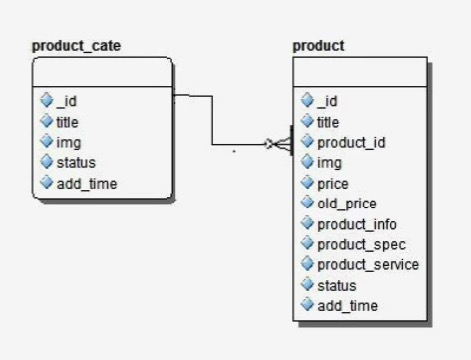 product_cate
_id
title
img
status
add_time
product
_id
title
product_id
img
price
old_price
product_info
product_spec
product_service
status
add_time